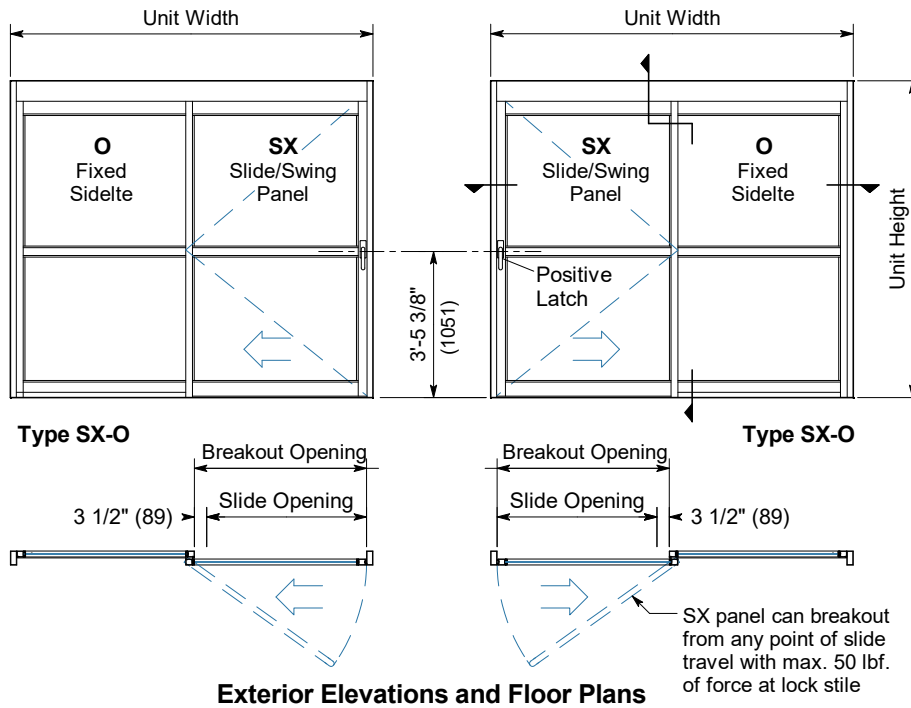 Unit Width
Unit Width
O
Fixed
Sidelte
SX
Slide/Swing
Panel
SX
Slide/Swing
Panel
O
Fixed
Sidelte
Unit Height
Positive
Latch
3'-5 3/8"
(1051)
Type SX-O
Type SX-O
Breakout Opening
Breakout Opening
Slide Opening
Slide Opening
3 1/2" (89)
3 1/2" (89)
SX panel can breakout
from any point of slide
travel with max. 50 lbf.
of force at lock stile
Exterior Elevations and Floor Plans